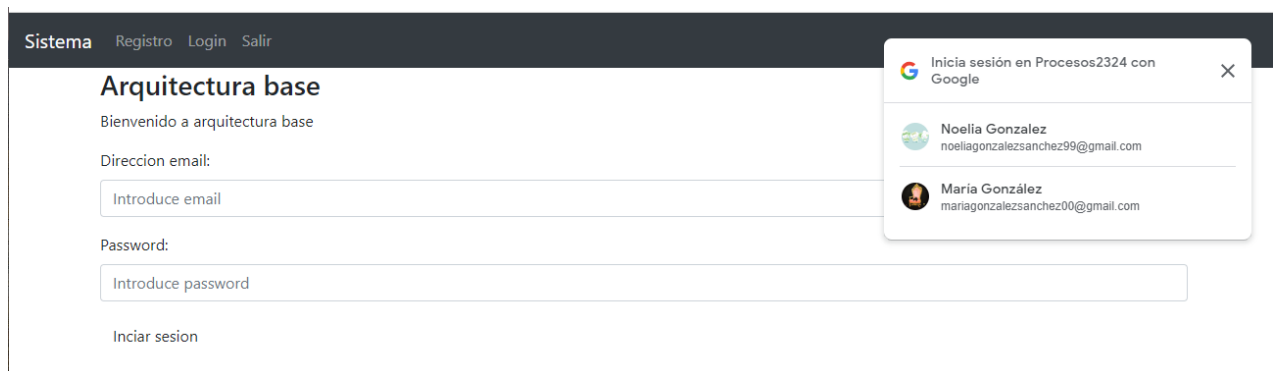 Sistema Registro Login Salir
Arquitectura base
Bienvenido a arquitectura base
Direccion email:
Introduce email
Password:
Introduce password
Inciar sesion
Inicia sesión en Procesos2324 con
Google
Noelia Gonzalez
noeliagonzalezsanchez99@gmail.com
María González
mariagonzalezsanchez00@gmail.com